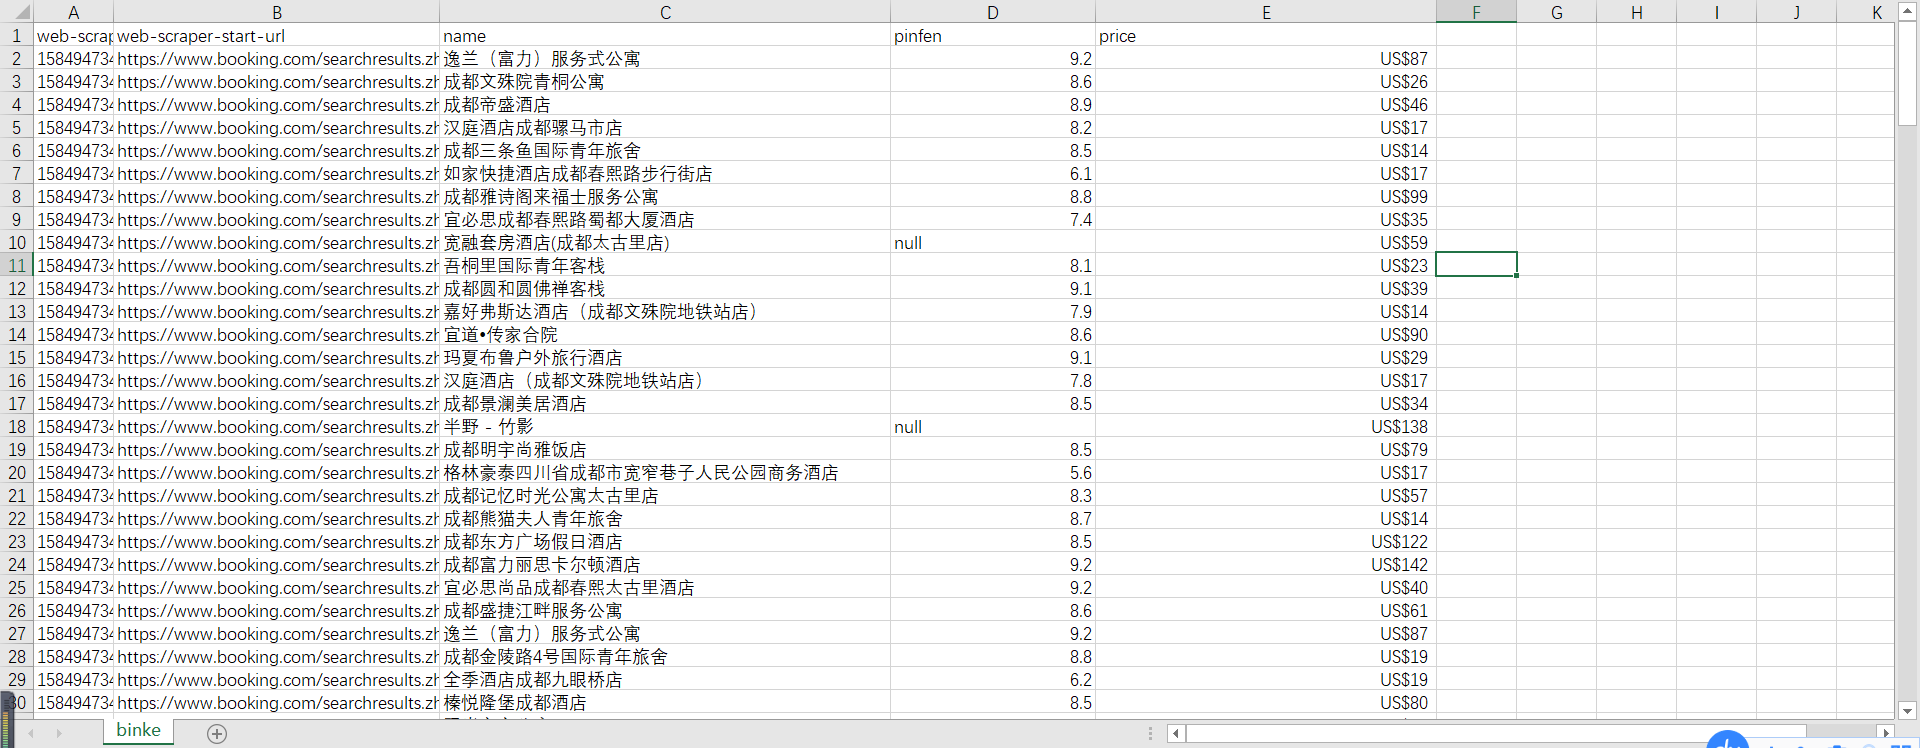 A B C D E F G H I J K
1 web-scrap web-scraper-start-url name pinfen price
2 158494734 https://www.booking.com/searchresults.zh 逸兰（富力）服务式公寓 9.2 US$87
3 158494734 https://www.booking.com/searchresults.zh 成都文殊院青桐公寓 8.6 US$26
4 158494734 https://www.booking.com/searchresults.zh 成都帝盛酒店 8.9 US$46
5 158494734 https://www.booking.com/searchresults.zh 汉庭酒店成都骡马市店 8.2 US$17
6 158494734 https://www.booking.com/searchresults.zh 成都三条鱼国际青年旅舍 8.5 US$14
7 158494734 https://www.booking.com/searchresults.zh 如家快捷酒店成都春熙路步行街店 6.1 US$17
8 158494734 https://www.booking.com/searchresults.zh 成都雅诗阁来福士服务公寓 8.8 US$99
9 158494734 https://www.booking.com/searchresults.zh 宜必思成都春熙路蜀都大厦酒店 7.4 US$35
10 158494734 https://www.booking.com/searchresults.zh 宽融套房酒店(成都太古里店) null US$59
11 158494734 https://www.booking.com/searchresults.zh 吾桐里国际青年客栈 8.1 US$23
12 158494734 https://www.booking.com/searchresults.zh 成都圆和圆佛禅客栈 9.1 US$39
13 158494734 https://www.booking.com/searchresults.zh 嘉好弗斯达酒店（成都文殊院地铁站店） 7.9 US$14
14 158494734 https://www.booking.com/searchresults.zh 宜道•传家合院 8.6 US$90
15 158494734 https://www.booking.com/searchresults.zh 玛夏布鲁户外旅行酒店 9.1 US$29
16 158494734 https://www.booking.com/searchresults.zh 汉庭酒店（成都文殊院地铁站店） 7.8 US$17
17 158494734 https://www.booking.com/searchresults.zh 成都景澜美居酒店 8.5 US$34
18 158494734 https://www.booking.com/searchresults.zh 半野 - 竹影 null US$138
19 158494734 https://www.booking.com/searchresults.zh 成都明宇尚雅饭店 8.5 US$79
20 158494734 https://www.booking.com/searchresults.zh 格林豪泰四川省成都市宽窄巷子人民公园商务酒店 5.6 US$17
21 158494734 https://www.booking.com/searchresults.zh 成都记忆时光公寓太古里店 8.3 US$57
22 158494734 https://www.booking.com/searchresults.zh 成都熊猫夫人青年旅舍 8.7 US$14
23 158494734 https://www.booking.com/searchresults.zh 成都东方广场假日酒店 8.5 US$122
24 158494734 https://www.booking.com/searchresults.zh 成都富力丽思卡尔顿酒店 9.2 US$142
25 158494734 https://www.booking.com/searchresults.zh 宜必思尚品成都春熙太古里酒店 9.2 US$40
26 158494734 https://www.booking.com/searchresults.zh 成都盛捷江畔服务公寓 8.6 US$61
27 158494734 https://www.booking.com/searchresults.zh 逸兰（富力）服务式公寓 9.2 US$87
28 158494734 https://www.booking.com/searchresults.zh 成都金陵路4号国际青年旅舍 8.8 US$19
29 158494734 https://www.booking.com/searchresults.zh 全季酒店成都九眼桥店 6.2 US$19
30 158494734 https://www.booking.com/searchresults.zh 榛悦隆堡成都酒店 8.5 US$80
binke